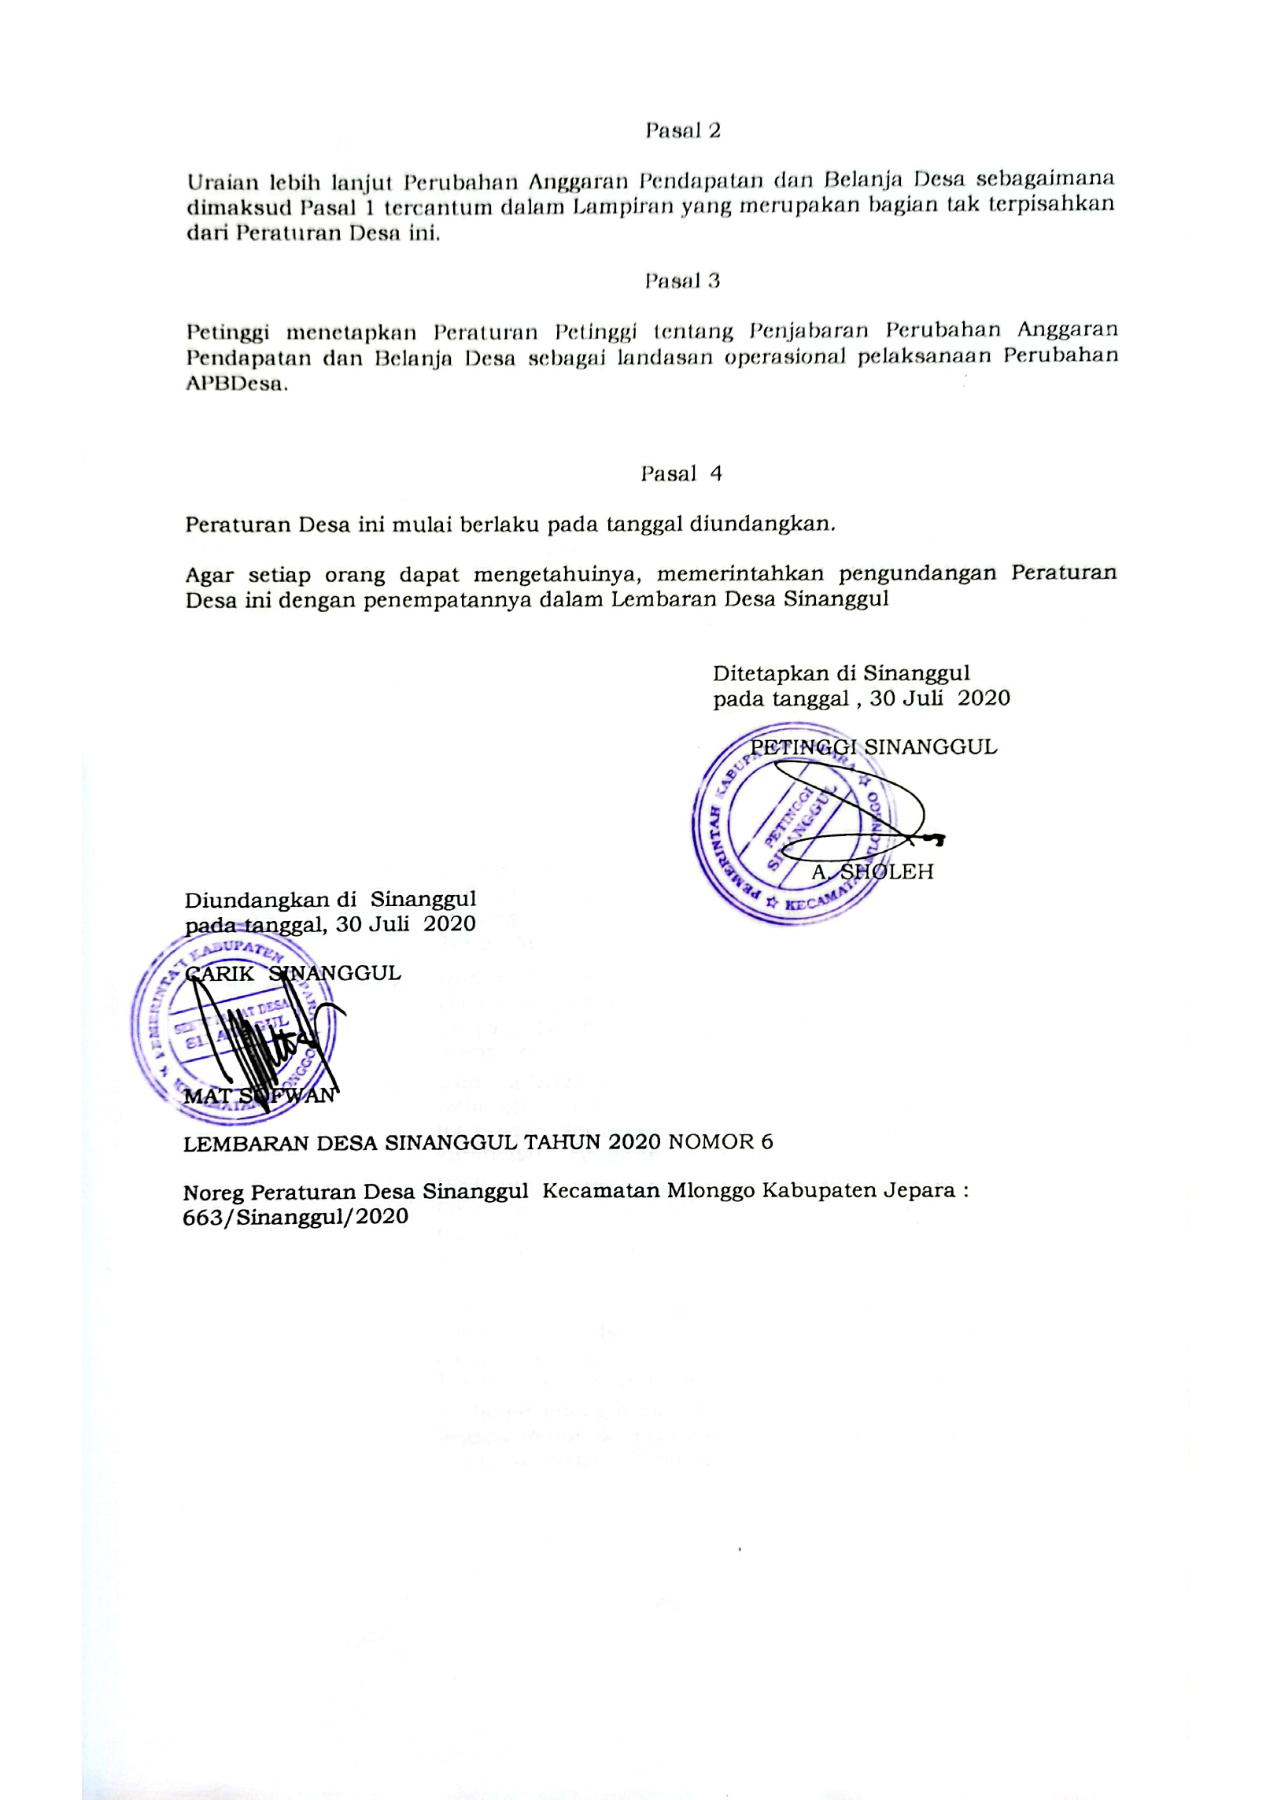 Pasal 2
Uraian lebih lanjut Perubahan Anggaran Pendapatan dan Belanja Desa sebagaimana
dimaksud Pasal 1 tercantum dalam Lampiran yang merupakan bagian tak terpisahkan
dari Peraturan Desa ini.
Pasal 3
Petinggi menetapkan Peraturan Petinggi tentang Penjabaran Perubahan Anggaran
Pendapatan dan Belanja Desa sebagai landasan operasional pelaksanaan Perubahan
APBDesa.
Pasal 4
Peraturan Desa ini mulai berlaku pada tanggal diundangkan.
Agar setiap orang dapat mengetahuinya, memerintahkan pengundangan Peraturan
Desa ini dengan penempatannya dalam Lembaran Desa Sinanggul
Ditetapkan di Sinanggul
pada tanggal , 30 Juli 2020
PETINGGI SINANGGUL
PEMERINTAH KABUPATEN JEPARA
PETINGGI
SINANGGUL
KECAMATAN MLONGGO
A. SHOLEH
Diundangkan di Sinanggul
pada tanggal, 30 Juli 2020
CARIK SINANGGUL
PEMERINTAH KABUPATEN JEPARA
DESA
MAT SOFWAN
LEMBARAN DESA SINANGGUL TAHUN 2020 NOMOR 6
Noreg Peraturan Desa Sinanggul Kecamatan Mlonggo Kabupaten Jepara :
663/Sinanggul/2020